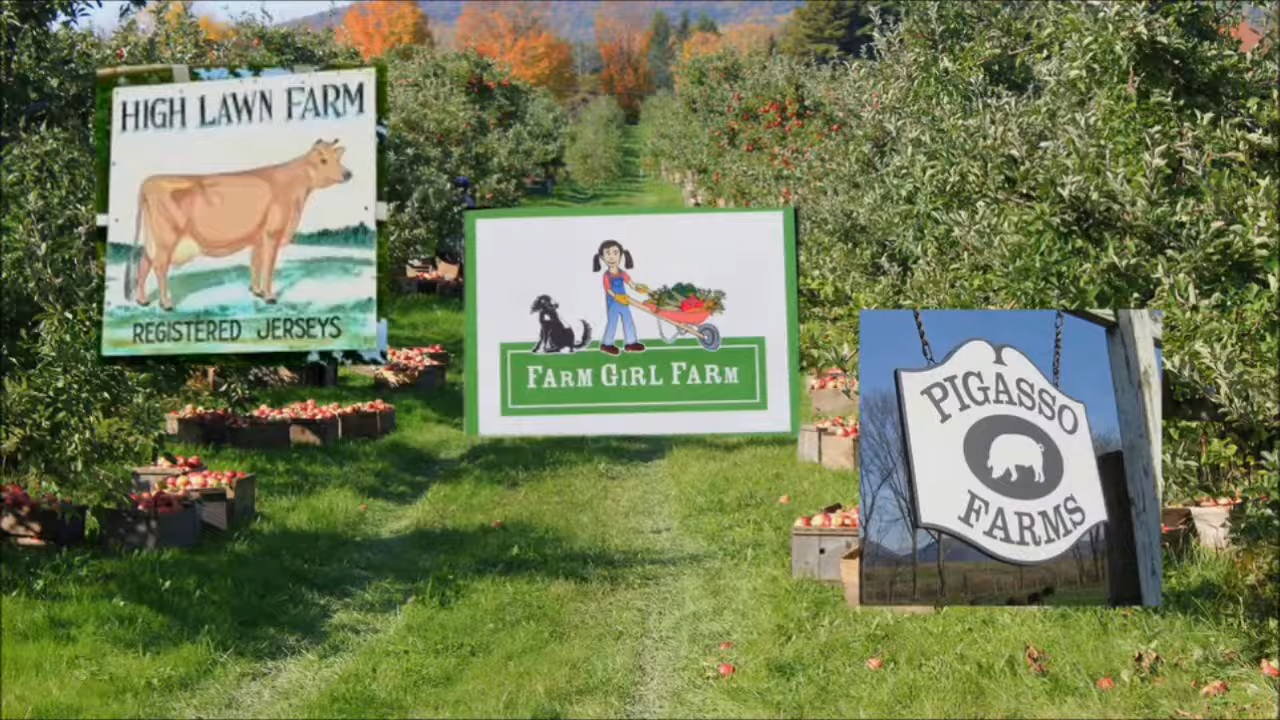 HIGH LAWN FARM
REGISTERED JERSEYS
FARM GIRL FARM
PIGASSO
FARMS